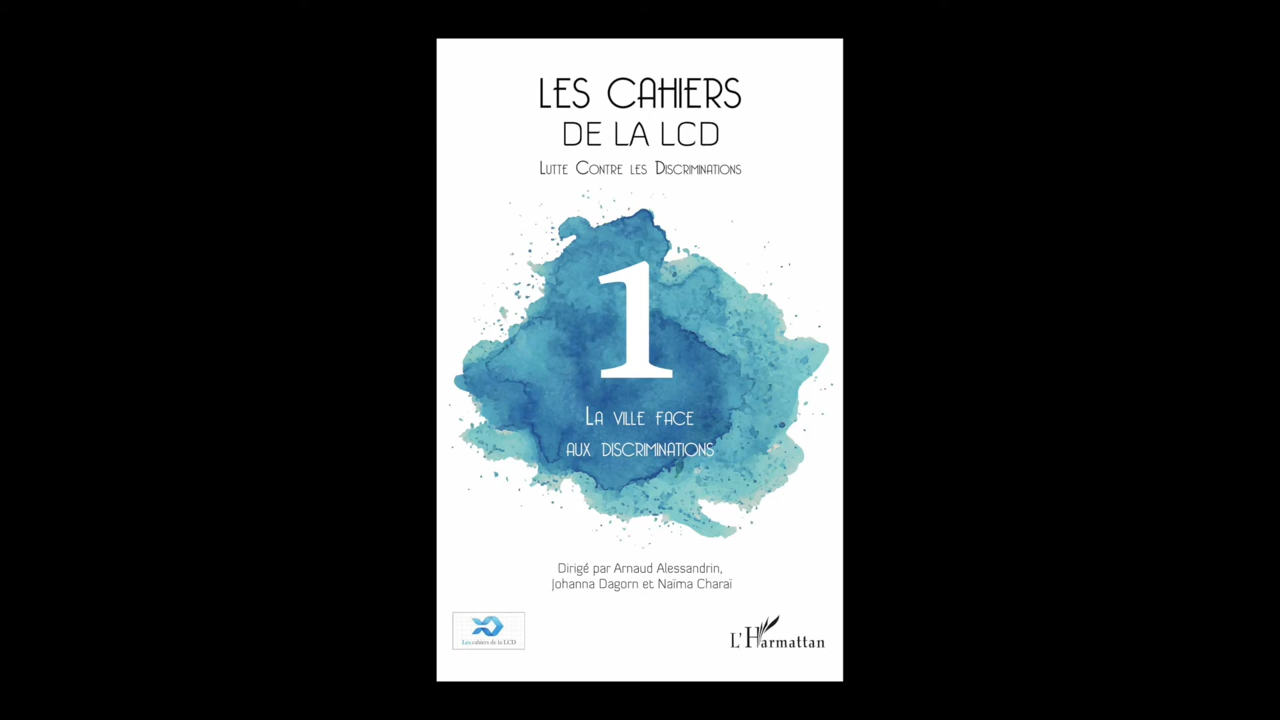 LES CAHIERS
DE LA LCD
LUTTE CONTRE LES DISCRIMINATIONS
1
LA VILLE FACE
AUX DISCRIMINATIONS
Dirigé par Arnaud Alessandrin,
Johanna Dagorn et Naïma Charaï
Les cahiers de la LCD
L'Harmattan